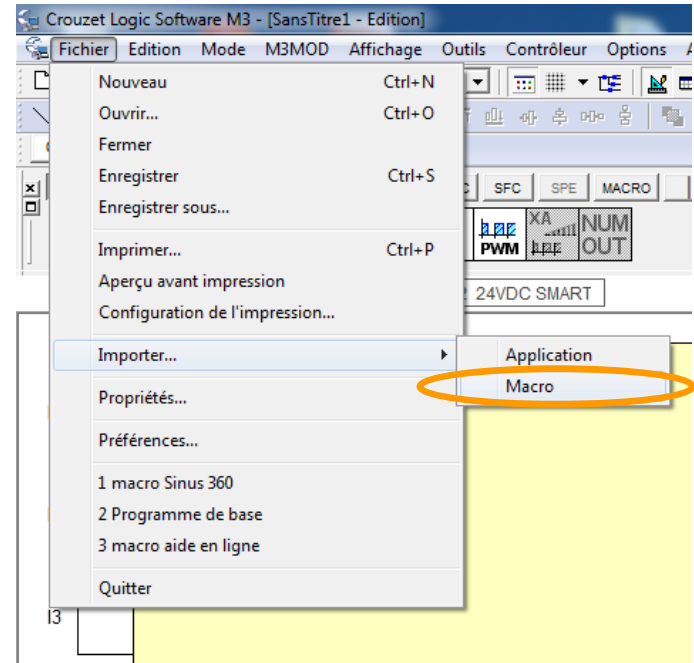 Crouzet Logic Software M3 - [SansTitre1 - Edition]
Fichier Edition Mode M3MOD Affichage Outils Contrôleur Options
Nouveau Ctrl+N
Ouvrir... Ctrl+O
Fermer
Enregistrer Ctrl+S
Enregistrer sous...
SFC SPE MACRO
XA NUM
PWM OUT
Imprimer... Ctrl+P
Aperçu avant impression
24VDC SMART
Configuration de l'impression...
Importer... Application
Macro
Propriétés...
Préférences...
1 macro Sinus 360
2 Programme de base
3 macro aide en ligne
Quitter
I3